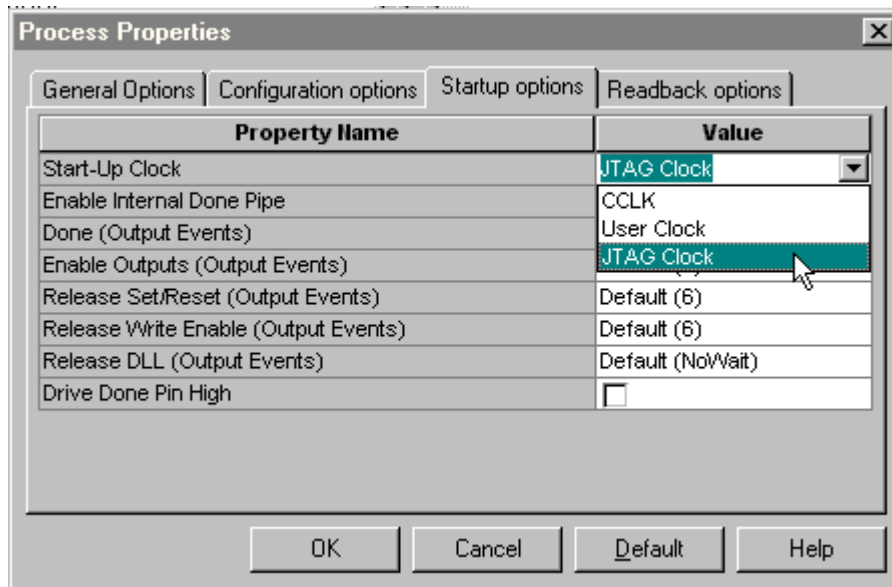 Process Properties
General Options Configuration options Startup options Readback options
Property Name Value
Start-Up Clock JTAG Clock
Enable Internal Done Pipe CCLK
Done (Output Events) User Clock
Enable Outputs (Output Events) JTAG Clock
Release Set/Reset (Output Events) Default (6)
Release Write Enable (Output Events) Default (6)
Release DLL (Output Events) Default (NoWait)
Drive Done Pin High
OK Cancel Default Help